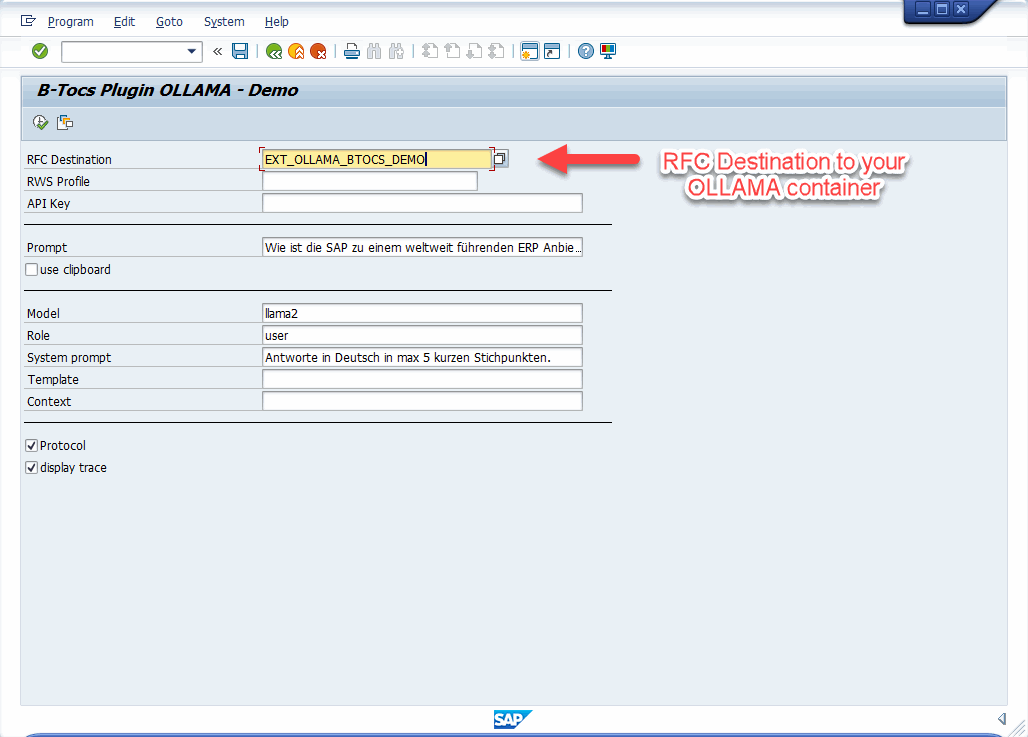 Program Edit Goto System Help
B-Tocs Plugin OLLAMA - Demo
RFC Destination EXT_OLLAMA_BTOCS_DEMO
RFC Destination to your
OLLAMA container
RWS Profile
API Key
Prompt Wie ist die SAP zu einem weltweit führenden ERP Anbie...
use clipboard
Model llama2
Role user
System prompt Antworte in Deutsch in max 5 kurzen Stichpunkten.
Template
Context
Protocol
display trace
SAP